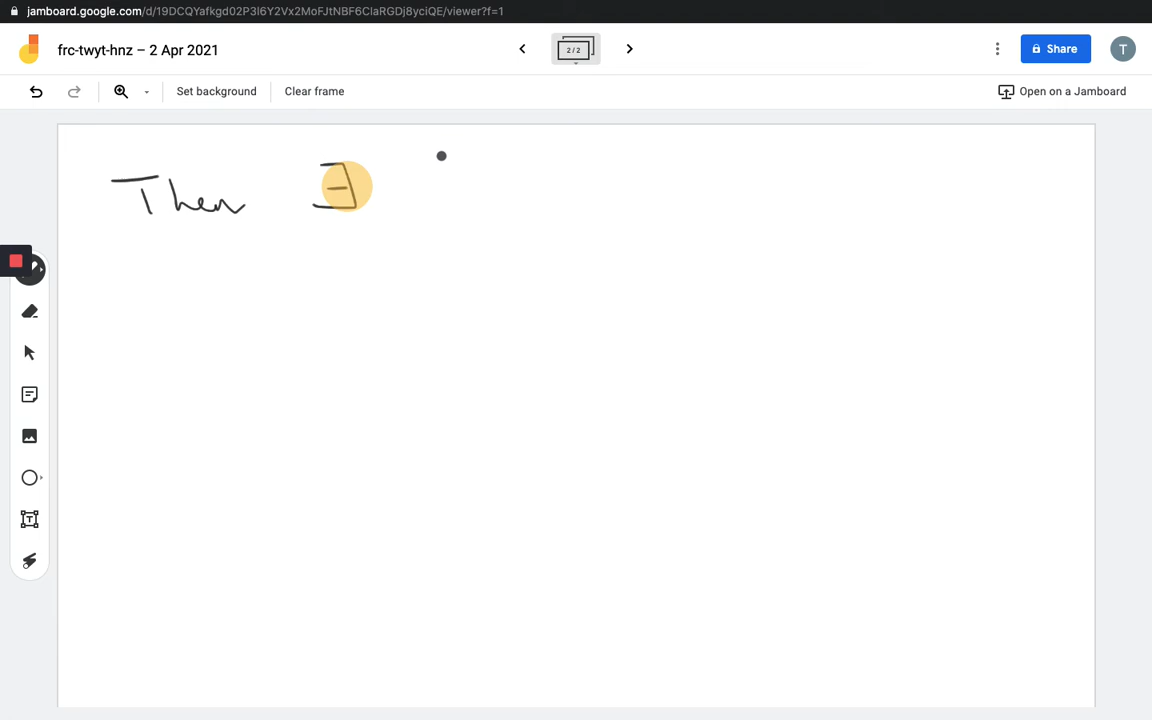 jamboard.google.com/d/19DCQYafkgd02P3l6Y2Vx2MoFJtNBF6ClaRGDj8yciQE/viewer?f=1
frc-twyt-hnz – 2 Apr 2021
2/2
Share
T
Set background
Clear frame
Open on a Jamboard
Then ∃